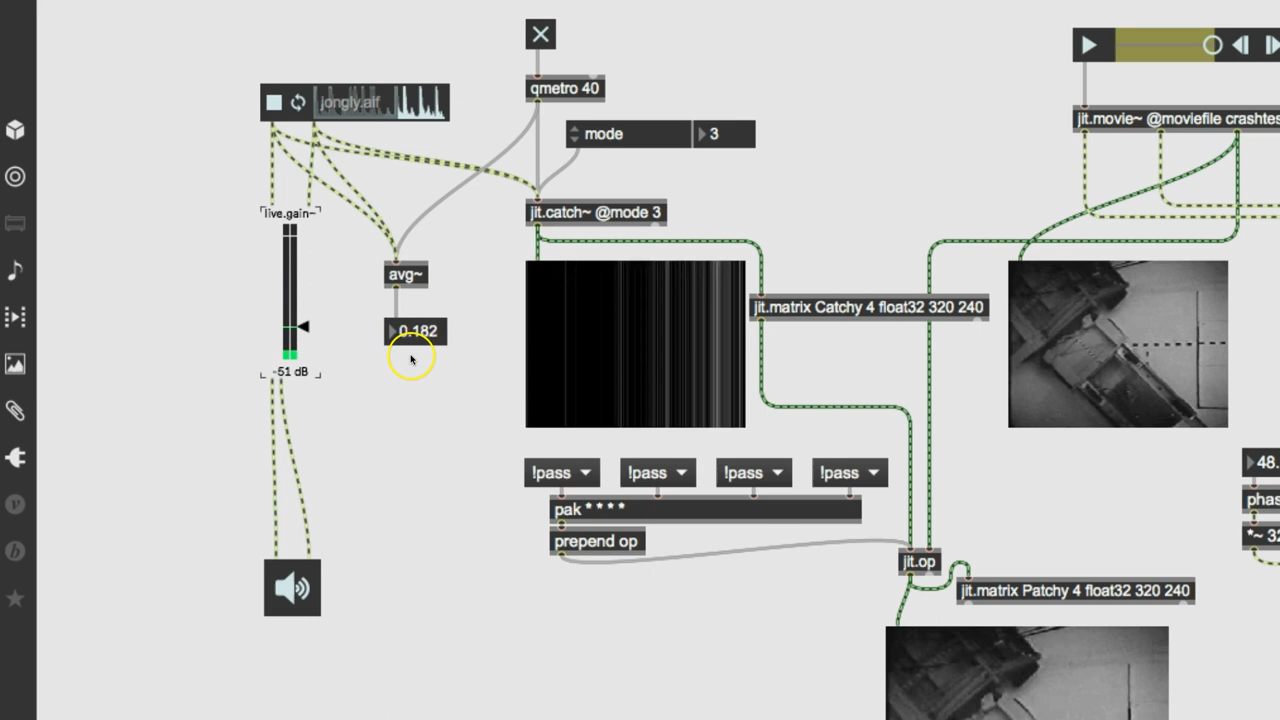 qmetro 40
jongly.aif
mode 3
jit.movie~ @moviefile crashtes
live.gain~
jit.catch~ @mode 3
avg~
jit.matrix Catchy 4 float32 320 240
0.182
-51 dB
!pass !pass !pass !pass
48.
pak * * * *
phas
prepend op
*~ 32
jit.op
jit.matrix Patchy 4 float32 320 240